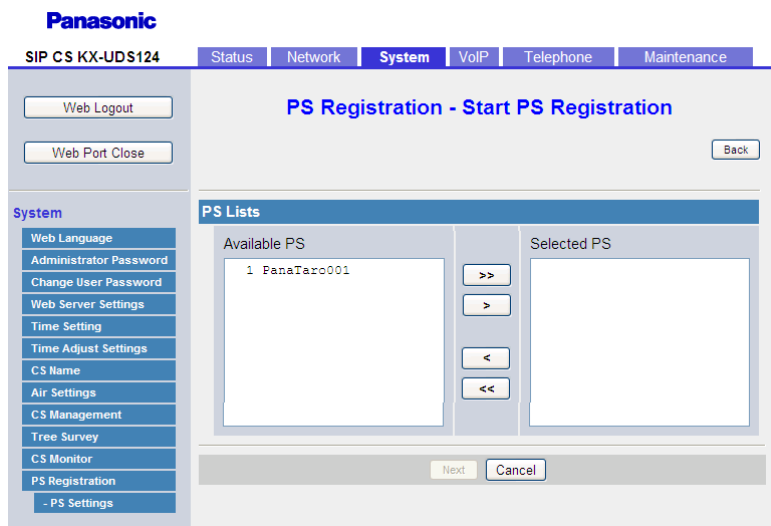 Panasonic
SIP CS KX-UDS124
Status Network System VoIP Telephone Maintenance
Web Logout
Web Port Close
PS Registration - Start PS Registration
Back
System
Web Language
Administrator Password
Change User Password
Web Server Settings
Time Setting
Time Adjust Settings
CS Name
Air Settings
CS Management
Tree Survey
CS Monitor
PS Registration
- PS Settings
PS Lists
Available PS
1 PanaTaro001
>>
>
<
<<
Selected PS
Next Cancel